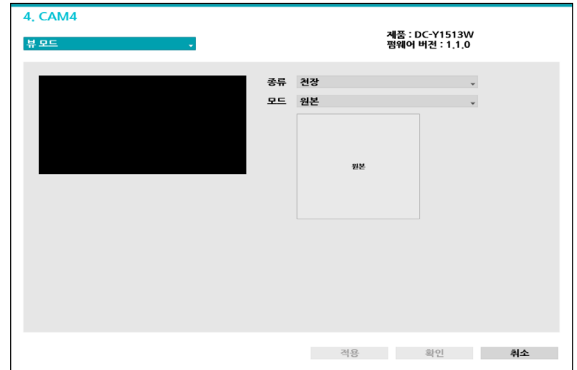 4. CAM4
뷰 모드
제품 : DC-Y1513W
펌웨어 버전 : 1.1.0
종류 천장
모드 원본
원본
적용 확인 취소